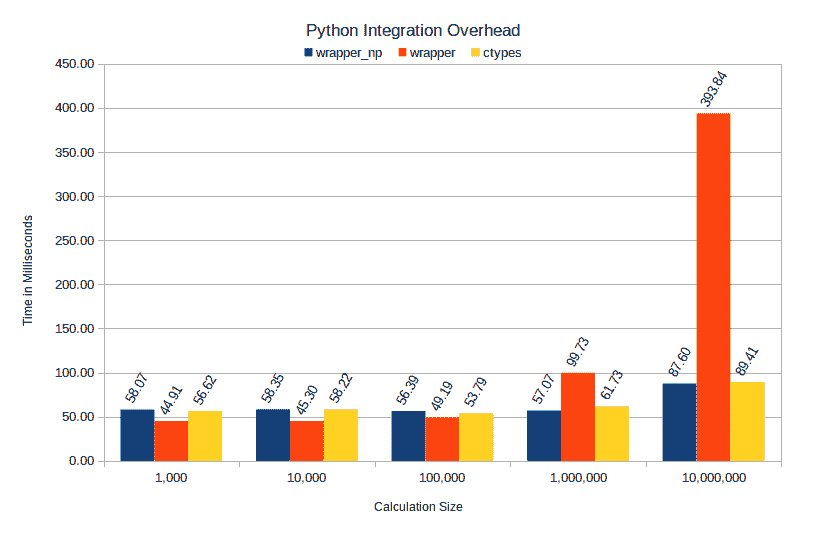 Python Integration Overhead
wrapper_np wrapper ctypes
450.00
400.00
350.00
300.00
250.00
200.00
150.00
100.00
50.00
0.00
Time in Milliseconds
58.07 44.91 56.62
58.35 45.30 58.22
56.39 49.19 53.79
57.07 99.73 61.73
87.60 393.84 89.41
1,000 10,000 100,000 1,000,000 10,000,000
Calculation Size